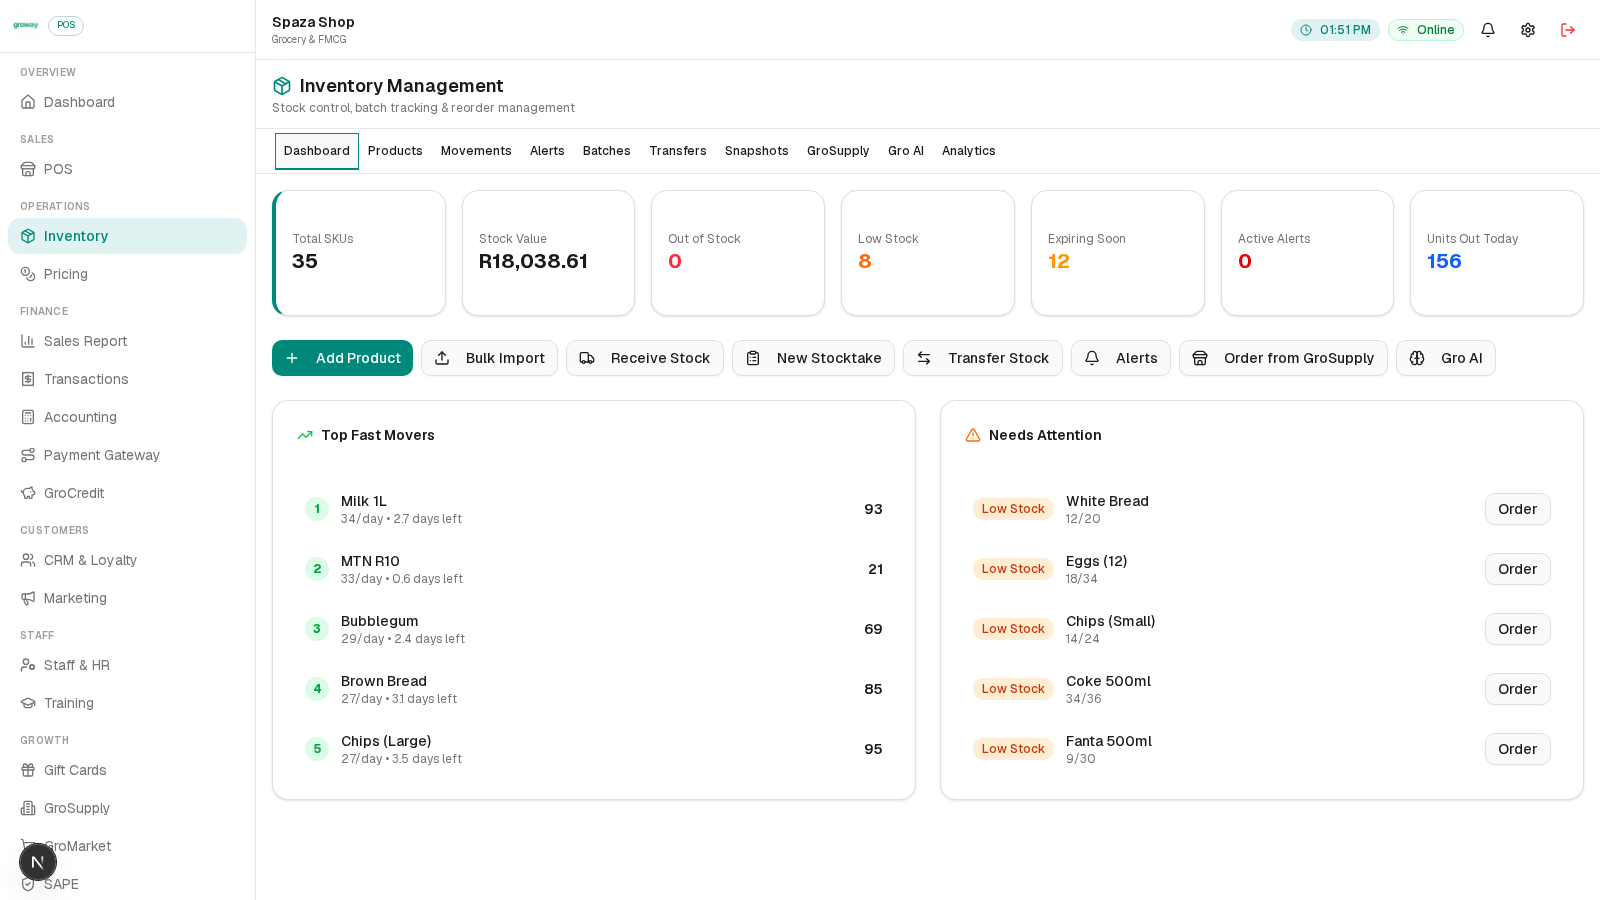 groway
POS
OVERVIEW
Dashboard
SALES
POS
OPERATIONS
Inventory
Pricing
FINANCE
Sales Report
Transactions
Accounting
Payment Gateway
GroCredit
CUSTOMERS
CRM & Loyalty
Marketing
STAFF
Staff & HR
Training
GROWTH
Gift Cards
GroSupply
GroMarket
SAPE
N
Spaza Shop
Grocery & FMCG
01:51 PM
Online
Inventory Management
Stock control, batch tracking & reorder management
Dashboard Products Movements Alerts Batches Transfers Snapshots GroSupply Gro AI Analytics
Total SKUs
35
Stock Value
R18,038.61
Out of Stock
0
Low Stock
8
Expiring Soon
12
Active Alerts
0
Units Out Today
156
Add Product Bulk Import Receive Stock New Stocktake Transfer Stock Alerts Order from GroSupply Gro AI
Top Fast Movers
1 Milk 1L 93
34/day • 2.7 days left
2 MTN R10 21
33/day • 0.6 days left
3 Bubblegum 69
29/day • 2.4 days left
4 Brown Bread 85
27/day • 3.1 days left
5 Chips (Large) 95
27/day • 3.5 days left
Needs Attention
Low Stock White Bread Order
12/20
Low Stock Eggs (12) Order
18/34
Low Stock Chips (Small) Order
14/24
Low Stock Coke 500ml Order
34/36
Low Stock Fanta 500ml Order
9/30